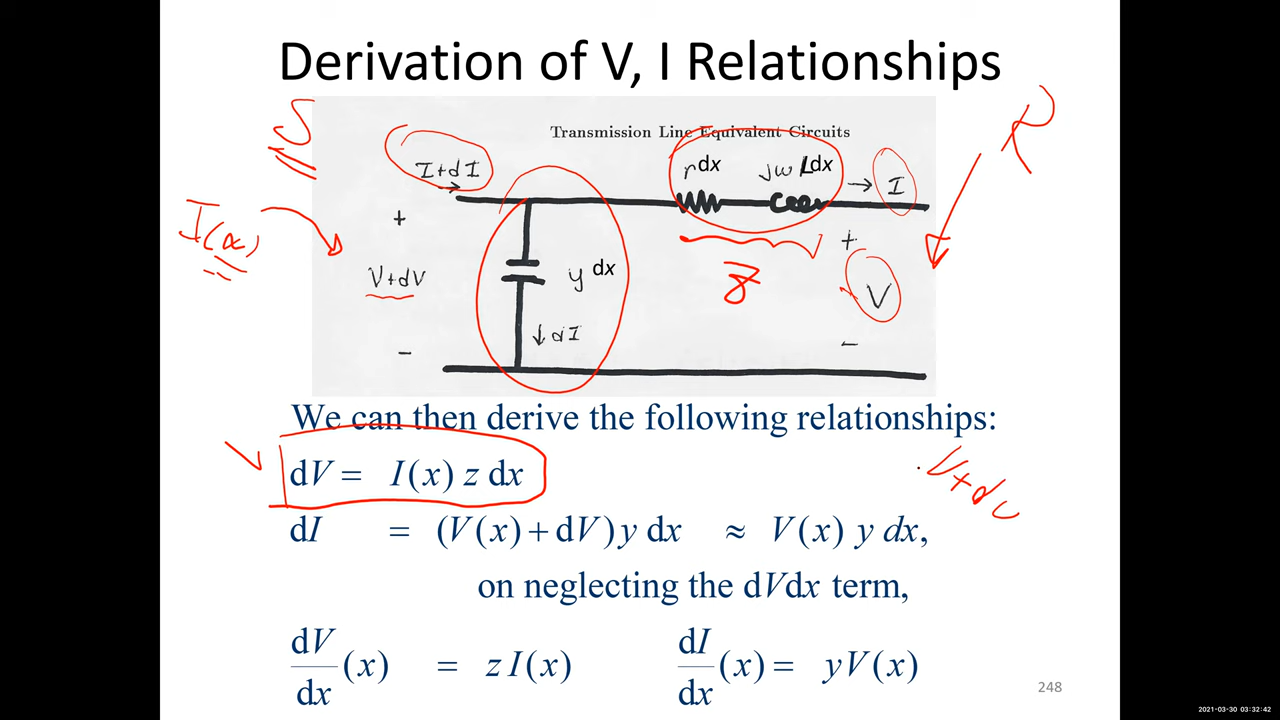 Derivation of V, I Relationships
Transmission Line Equivalent Circuits
S
R
I+dI
rdx
jωLdx
I
I(x)
+
+
V+dV
y dx
z
V
dI
−
−
We can then derive the following relationships:
dV = I(x) z dx
V+dV
dI = (V(x) + dV) y dx ≈ V(x) y dx,
on neglecting the dVdx term,
dV/dx (x) = z I(x) dI/dx (x) = y V(x)
248
2021-03-30 03:32:42